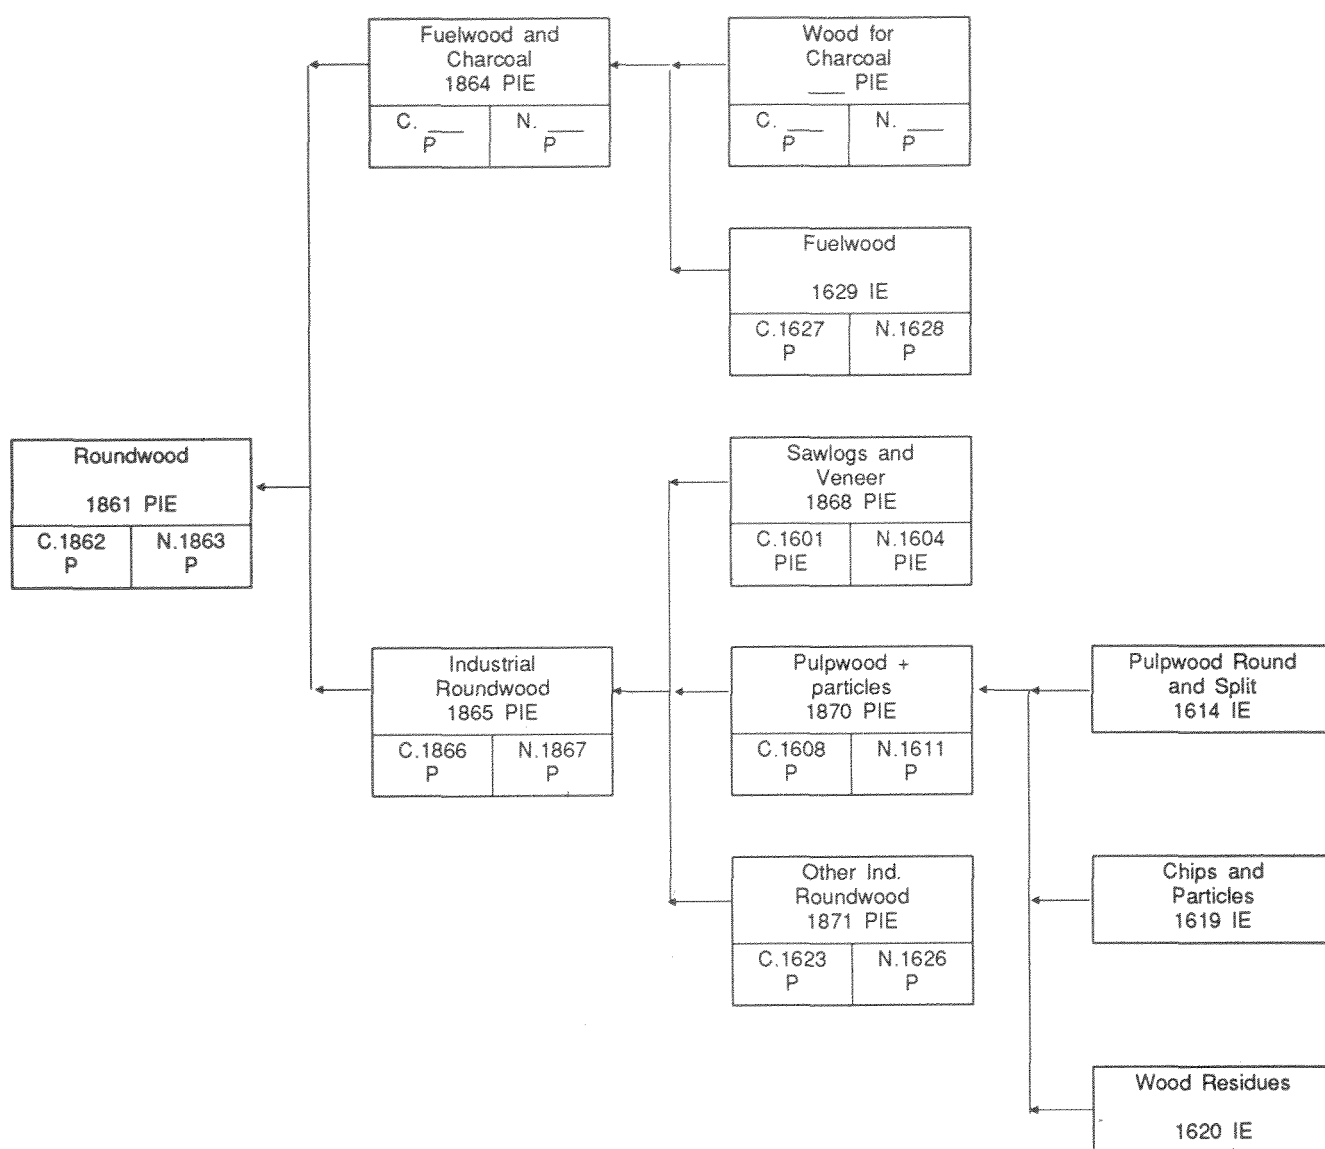 Fuelwood and
Charcoal
1864 PIE
C. ___
P
N. ___
P
Wood for
Charcoal
___ PIE
C. ___
P
N. ___
P
Fuelwood
1629 IE
C.1627
P
N.1628
P
Roundwood
1861 PIE
C.1862
P
N.1863
P
Sawlogs and
Veneer
1868 PIE
C.1601
PIE
N.1604
PIE
Industrial
Roundwood
1865 PIE
C.1866
P
N.1867
P
Pulpwood +
particles
1870 PIE
C.1608
P
N.1611
P
Pulpwood Round
and Split
1614 IE
Other Ind.
Roundwood
1871 PIE
C.1623
P
N.1626
P
Chips and
Particles
1619 IE
Wood Residues
1620 IE